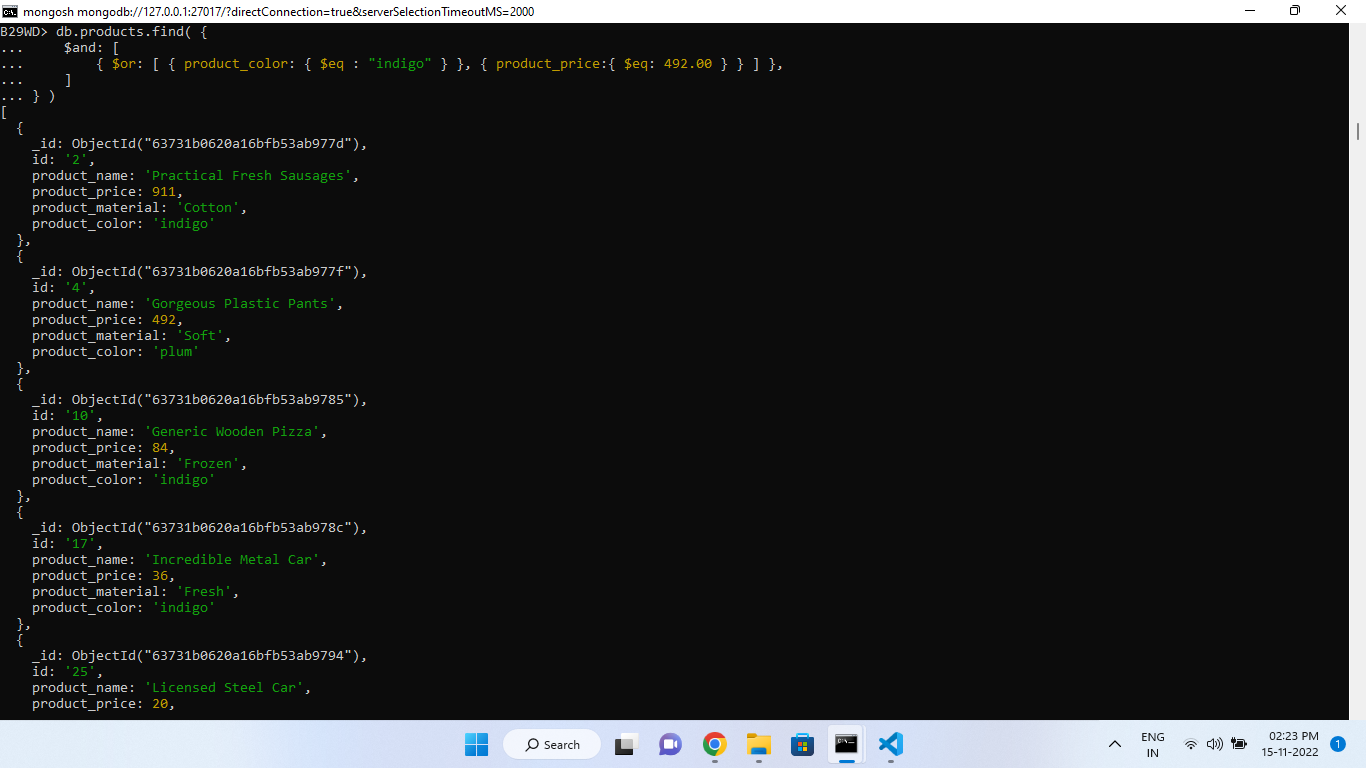 mongosh mongodb://127.0.0.1:27017/?directConnection=true&serverSelectionTimeoutMS=2000
B29WD> db.products.find( {
...     $and: [
...         { $or: [ { product_color: { $eq : "indigo" } }, { product_price:{ $eq: 492.00 } } ] },
...     ]
... } )
[
  {
    _id: ObjectId("63731b0620a16bfb53ab977d"),
    id: '2',
    product_name: 'Practical Fresh Sausages',
    product_price: 911,
    product_material: 'Cotton',
    product_color: 'indigo'
  },
  {
    _id: ObjectId("63731b0620a16bfb53ab977f"),
    id: '4',
    product_name: 'Gorgeous Plastic Pants',
    product_price: 492,
    product_material: 'Soft',
    product_color: 'plum'
  },
  {
    _id: ObjectId("63731b0620a16bfb53ab9785"),
    id: '10',
    product_name: 'Generic Wooden Pizza',
    product_price: 84,
    product_material: 'Frozen',
    product_color: 'indigo'
  },
  {
    _id: ObjectId("63731b0620a16bfb53ab978c"),
    id: '17',
    product_name: 'Incredible Metal Car',
    product_price: 36,
    product_material: 'Fresh',
    product_color: 'indigo'
  },
  {
    _id: ObjectId("63731b0620a16bfb53ab9794"),
    id: '25',
    product_name: 'Licensed Steel Car',
    product_price: 20,
Search
ENG
IN
02:23 PM
15-11-2022
1